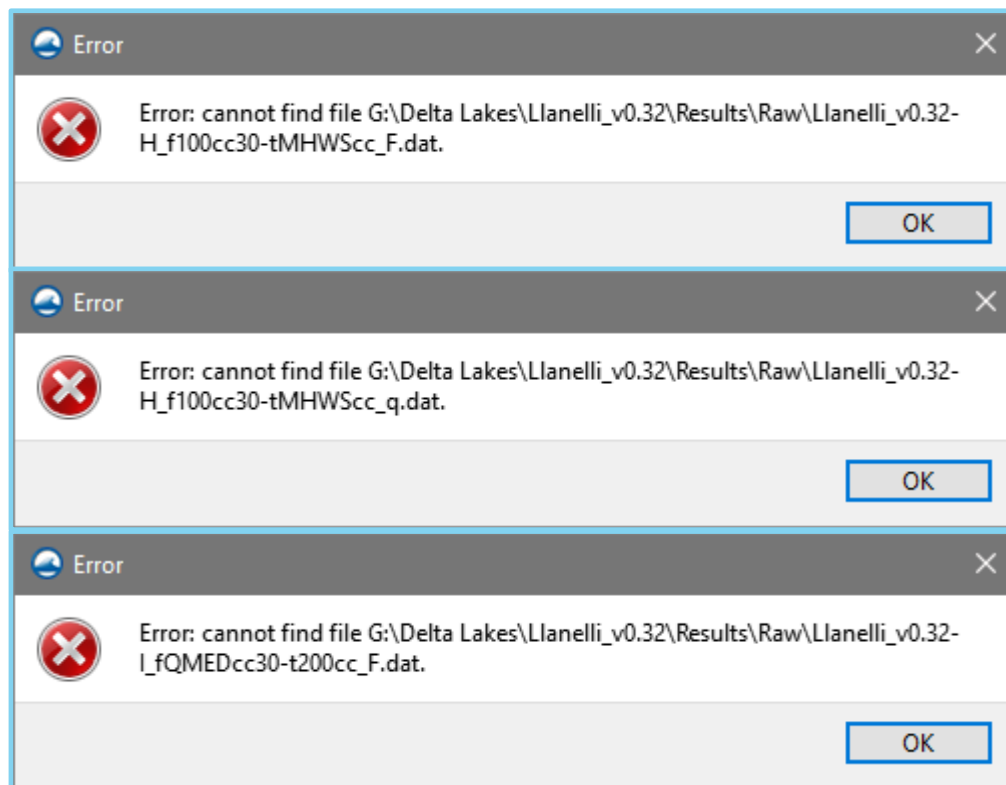 Error
Error: cannot find file G:\Delta Lakes\Llanelli_v0.32\Results\Raw\Llanelli_v0.32-
H_f100cc30-tMHWScc_F.dat.
OK
Error
Error: cannot find file G:\Delta Lakes\Llanelli_v0.32\Results\Raw\Llanelli_v0.32-
H_f100cc30-tMHWScc_q.dat.
OK
Error
Error: cannot find file G:\Delta Lakes\Llanelli_v0.32\Results\Raw\Llanelli_v0.32-
I_fQMEDcc30-t200cc_F.dat.
OK